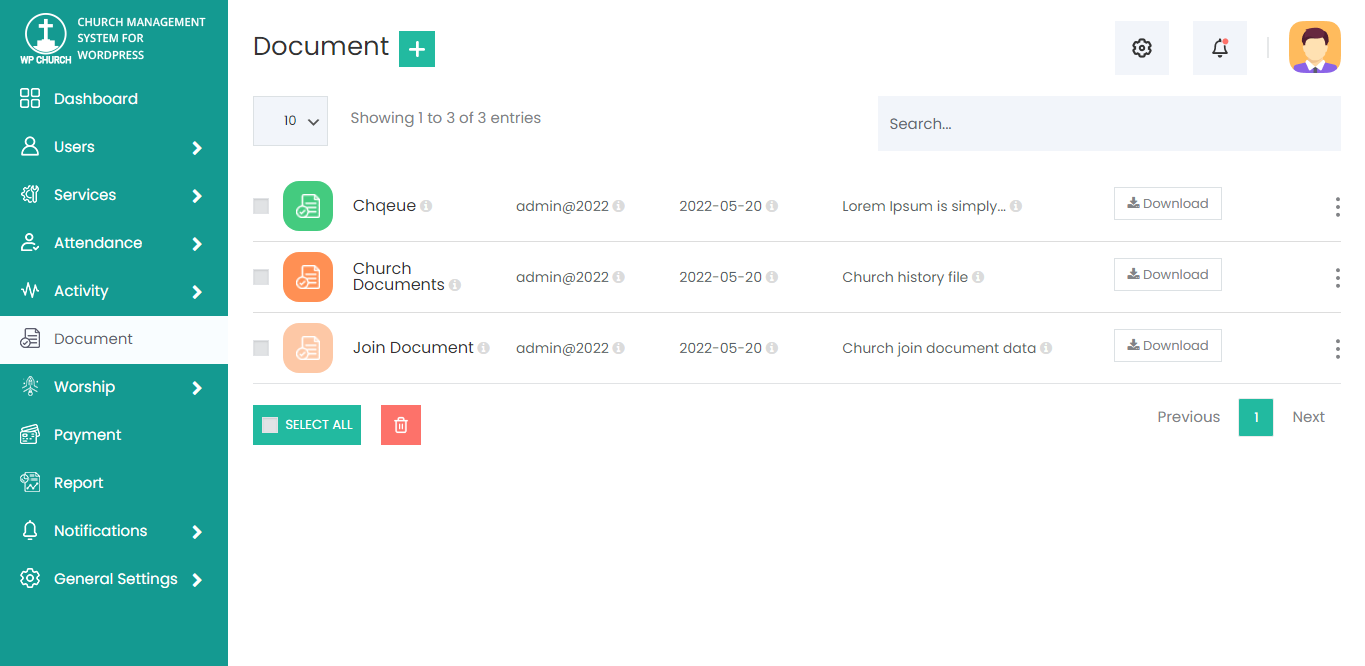 CHURCH MANAGEMENT
SYSTEM FOR
WORDPRESS
WP CHURCH
Dashboard
Users
Services
Attendance
Activity
Document
Worship
Payment
Report
Notifications
General Settings
Document +
10 Showing 1 to 3 of 3 entries Search...
Chqeue admin@2022 2022-05-20 Lorem Ipsum is simply... Download
Church
Documents admin@2022 2022-05-20 Church history file Download
Join Document admin@2022 2022-05-20 Church join document data Download
SELECT ALL Previous 1 Next